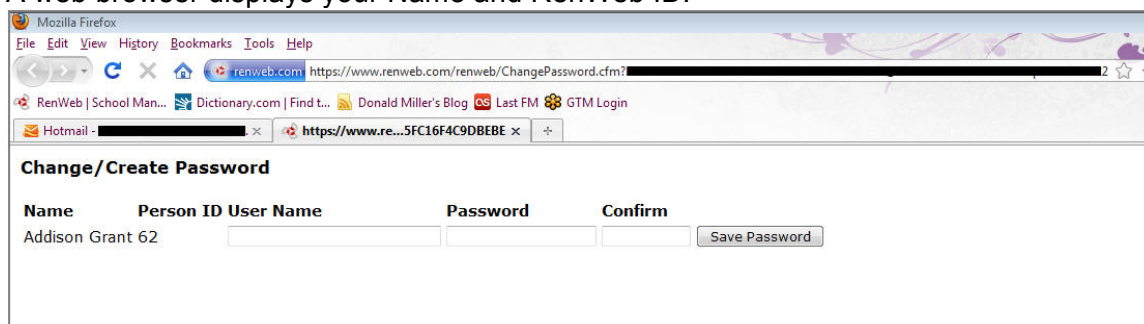 A web browser displays your Name and RenWeb ID.
Mozilla Firefox
File Edit View History Bookmarks Tools Help
renweb.com https://www.renweb.com/renweb/ChangePassword.cfm? 2
RenWeb | School Man... Dictionary.com | Find t... Donald Miller's Blog Last FM GTM Login
Hotmail - https://www.re...5FC16F4C9DBEBE
Change/Create Password
Name Person ID User Name Password Confirm
Addison Grant 62 Save Password